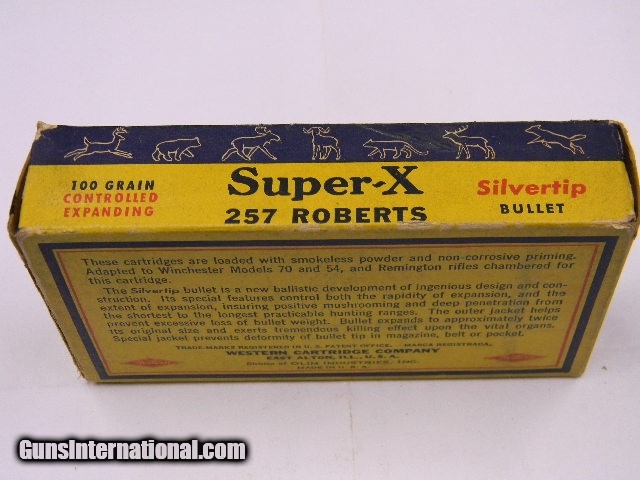 100 GRAIN
CONTROLLED
EXPANDING
Super-X
257 ROBERTS
Silvertip
BULLET
These cartridges are loaded with smokeless powder and non-corrosive priming.
Adapted to Winchester Models 70 and 54, and Remington rifles chambered for
this cartridge.
The Silvertip bullet is a new ballistic development of ingenious design and con-
struction. Its special features control both the rapidity of expansion, and the
extent of expansion, insuring positive mushrooming and deep penetration from
the shortest to the longest practicable hunting ranges. The outer jacket helps
prevent excessive loss of bullet weight. Bullet expands to approximately twice
its original size and exerts tremendous killing effect upon the vital organs.
Special jacket prevents deformity of bullet tip in magazine, belt or pocket.
TRADE-MARKS REGISTERED IN U. S. PATENT OFFICE. MARCA REGISTRADA.
WESTERN CARTRIDGE COMPANY
EAST ALTON, ILL., U. S. A.
Division of OLIN INDUSTRIES, INC.
MADE IN U. S. A.
GunsInternational.com